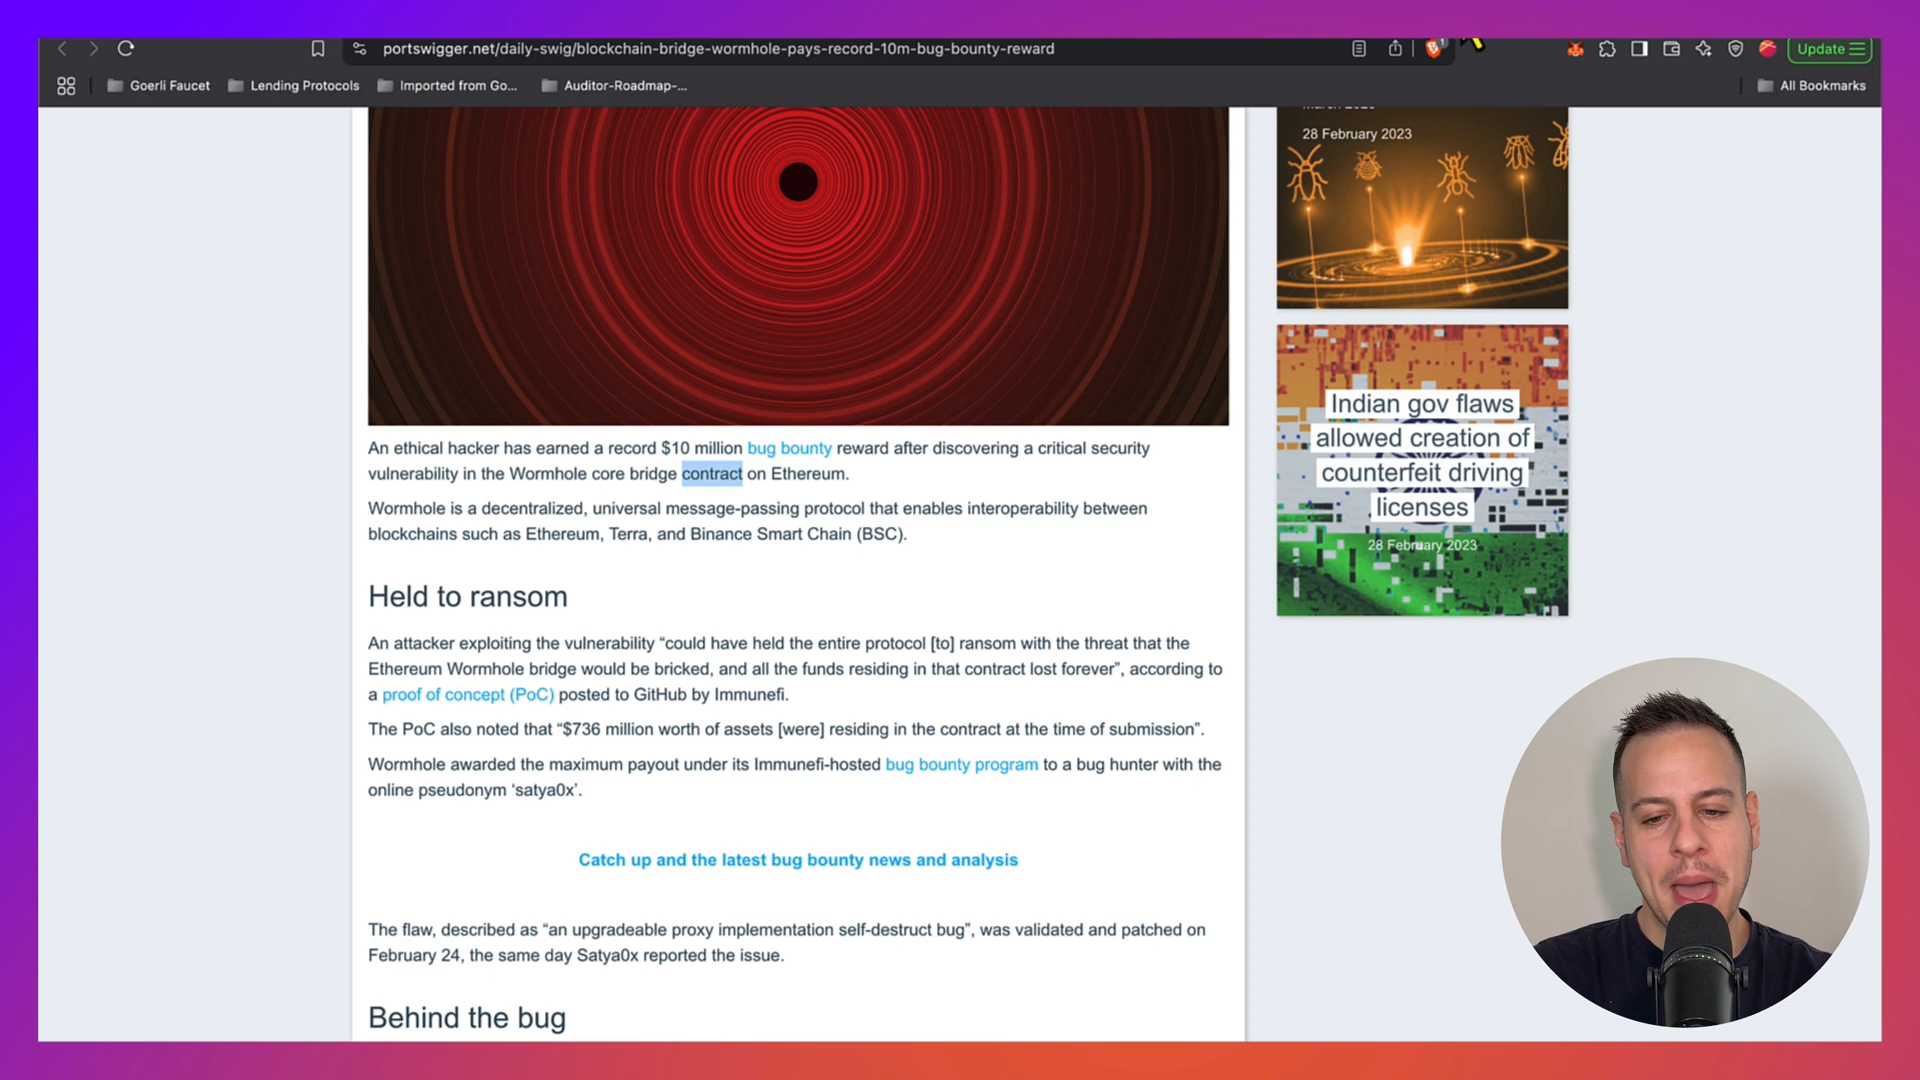 portswigger.net/daily-swig/blockchain-bridge-wormhole-pays-record-10m-bug-bounty-reward
1
Update
Goerli Faucet
Lending Protocols
Imported from Go...
Auditor-Roadmap-...
All Bookmarks
28 February 2023
Indian gov flaws
allowed creation of
counterfeit driving
licenses
28 February 2023
An ethical hacker has earned a record $10 million bug bounty reward after discovering a critical security
vulnerability in the Wormhole core bridge contract on Ethereum.
Wormhole is a decentralized, universal message-passing protocol that enables interoperability between
blockchains such as Ethereum, Terra, and Binance Smart Chain (BSC).
Held to ransom
An attacker exploiting the vulnerability “could have held the entire protocol [to] ransom with the threat that the
Ethereum Wormhole bridge would be bricked, and all the funds residing in that contract lost forever”, according to
a proof of concept (PoC) posted to GitHub by Immunefi.
The PoC also noted that “$736 million worth of assets [were] residing in the contract at the time of submission”.
Wormhole awarded the maximum payout under its Immunefi-hosted bug bounty program to a bug hunter with the
online pseudonym ‘satya0x’.
Catch up and the latest bug bounty news and analysis
The flaw, described as “an upgradeable proxy implementation self-destruct bug”, was validated and patched on
February 24, the same day Satya0x reported the issue.
Behind the bug